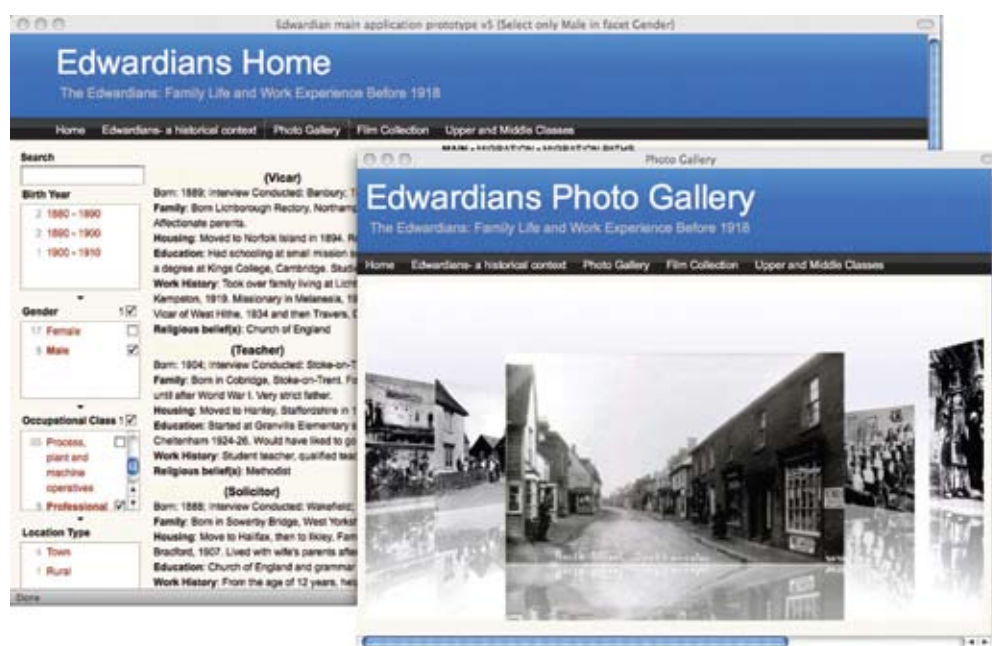 Edwardian main application prototype v5 (Select only Male in facet Gender)
Edwardians Home
The Edwardians: Family Life and Work Experience Before 1918
Home Edwardians- a historical context Photo Gallery Film Collection Upper and Middle Classes
MAIN • MIGRATION • MIGRATION PATHS
Search
Birth Year
2 1880 - 1890
2 1890 - 1900
1 1900 - 1910
Gender 1
17 Female
5 Male
Occupational Class 1
Process,
plant and
machine
operatives
5 Professional
Location Type
4 Town
1 Rural
Done
(Vicar)
Born: 1889; Interview Conducted: Banbury;
Family: Born Lichborough Rectory,
Affectionate parents.
Housing: Moved to Norfolk Island in 1894.
Education: Had schooling at small mission
a degree at Kings College, Cambridge.
Work History: Took over family living at
Kempston, 1919. Missionary in Melanesia,
Vicar of West Hithe, 1934 and then Travers,
Religious belief(s): Church of England
(Teacher)
Born: 1904; Interview Conducted:
Family: Born in Cobridge, Stoke-on-Trent.
until after World War I. Very strict father.
Housing: Moved to Hanley, Staffordshire in
Education: Started at Granville Elementary
Cheltenham 1924-26. Would have liked to go
Work History: Student teacher, qualified
Religious belief(s): Methodist
(Solicitor)
Born: 1888; Interview Conducted: Wakefield;
Family: Born in Sowerby Bridge, West
Housing: Move to Halifax, then to Ilkley.
Bradford, 1907. Lived with wife's parents
Education: Church of England and grammar
Work History: From the age of 12 years,
Photo Gallery
Edwardians Photo Gallery
The Edwardians: Family Life and Work Experience Before 1918
Home Edwardians- a historical context Photo Gallery Film Collection Upper and Middle Classes